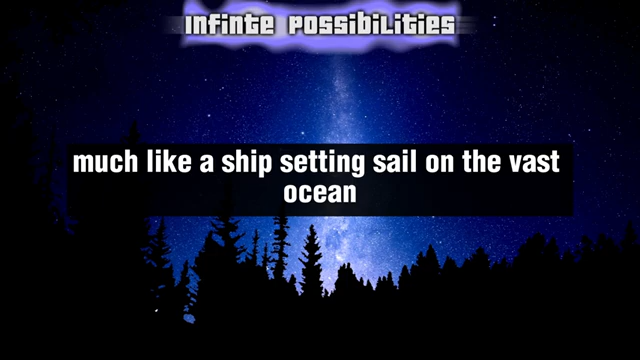 Infinte Possibilities
much like a ship setting sail on the vast
ocean